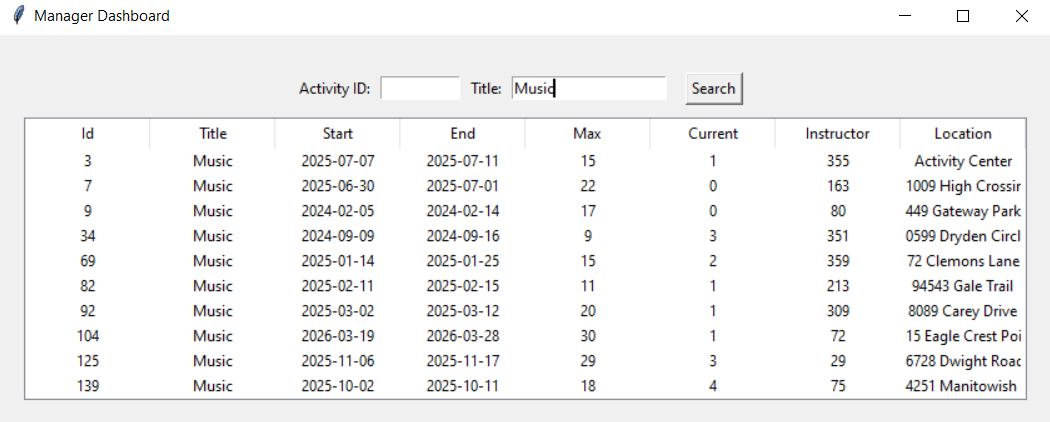 Manager Dashboard
Activity ID: Title: Music Search
Id Title Start End Max Current Instructor Location
3 Music 2025-07-07 2025-07-11 15 1 355 Activity Center
7 Music 2025-06-30 2025-07-01 22 0 163 1009 High Crossin
9 Music 2024-02-05 2024-02-14 17 0 80 449 Gateway Park
34 Music 2024-09-09 2024-09-16 9 3 351 0599 Dryden Circl
69 Music 2025-01-14 2025-01-25 15 2 359 72 Clemons Lane
82 Music 2025-02-11 2025-02-15 11 1 213 94543 Gale Trail
92 Music 2025-03-02 2025-03-12 20 1 309 8089 Carey Drive
104 Music 2026-03-19 2026-03-28 30 1 72 15 Eagle Crest Poi
125 Music 2025-11-06 2025-11-17 29 3 29 6728 Dwight Road
139 Music 2025-10-02 2025-10-11 18 4 75 4251 Manitowish